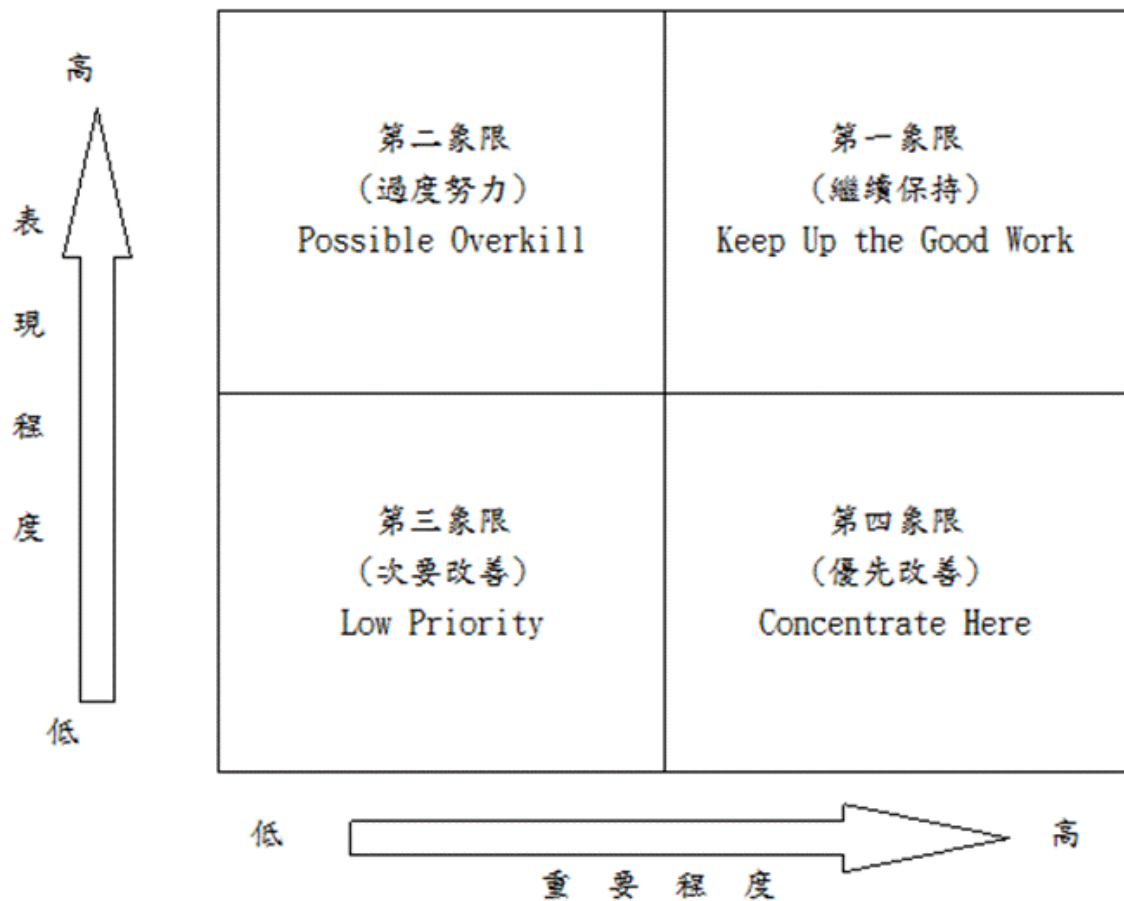 高
表
現
程
度
低
第二象限
(過度努力)
Possible Overkill
第一象限
(繼續保持)
Keep Up the Good Work
第三象限
(次要改善)
Low Priority
第四象限
(優先改善)
Concentrate Here
低
高
重要程度